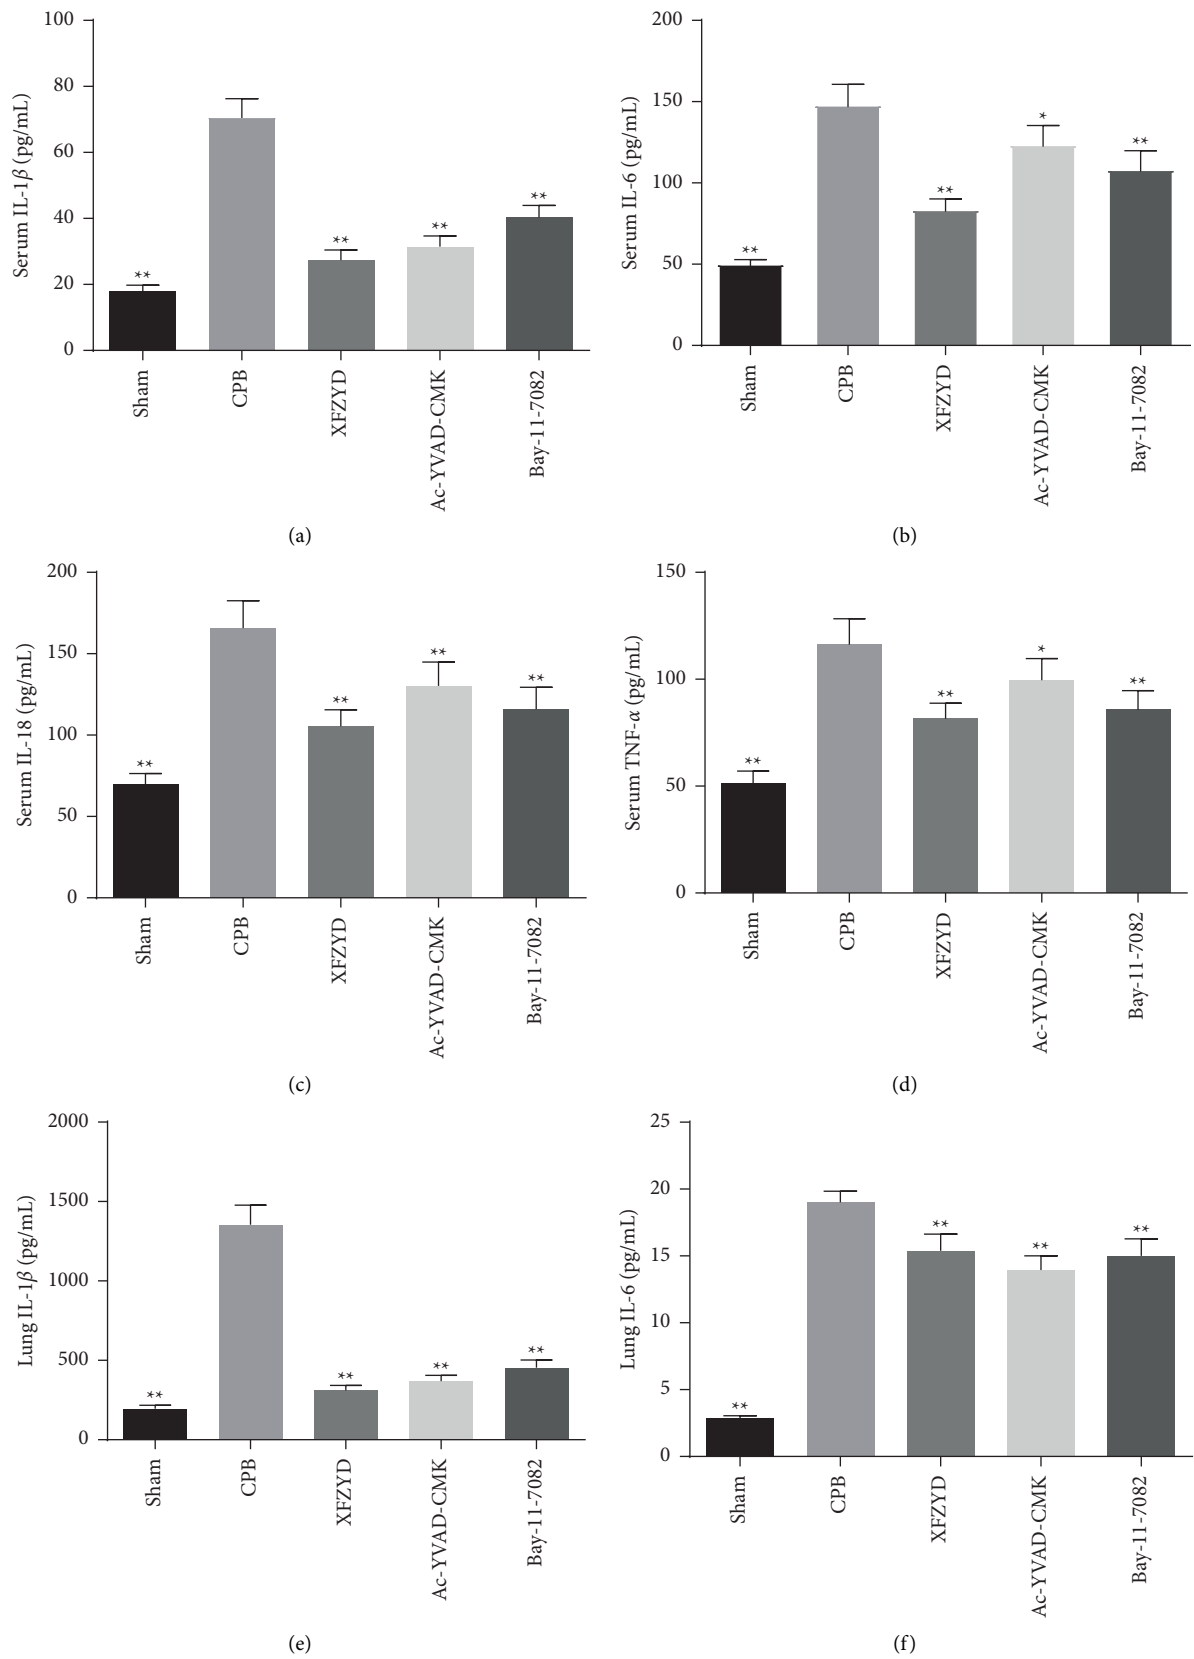 100
80
60
40
20
0
Serum IL-1β (pg/mL)
**
**
**
**
Sham
CPB
XFZYD
Ac-YVAD-CMK
Bay-11-7082
(a)
200
150
100
50
0
Serum IL-6 (pg/mL)
**
**
*
**
Sham
CPB
XFZYD
Ac-YVAD-CMK
Bay-11-7082
(b)
200
150
100
50
0
Serum IL-18 (pg/mL)
**
**
**
**
Sham
CPB
XFZYD
Ac-YVAD-CMK
Bay-11-7082
(c)
150
100
50
0
Serum TNF-α (pg/mL)
**
**
*
**
Sham
CPB
XFZYD
Ac-YVAD-CMK
Bay-11-7082
(d)
2000
1500
1000
500
0
Lung IL-1β (pg/mL)
**
**
**
**
Sham
CPB
XFZYD
Ac-YVAD-CMK
Bay-11-7082
(e)
25
20
15
10
5
0
Lung IL-6 (pg/mL)
**
**
**
**
Sham
CPB
XFZYD
Ac-YVAD-CMK
Bay-11-7082
(f)